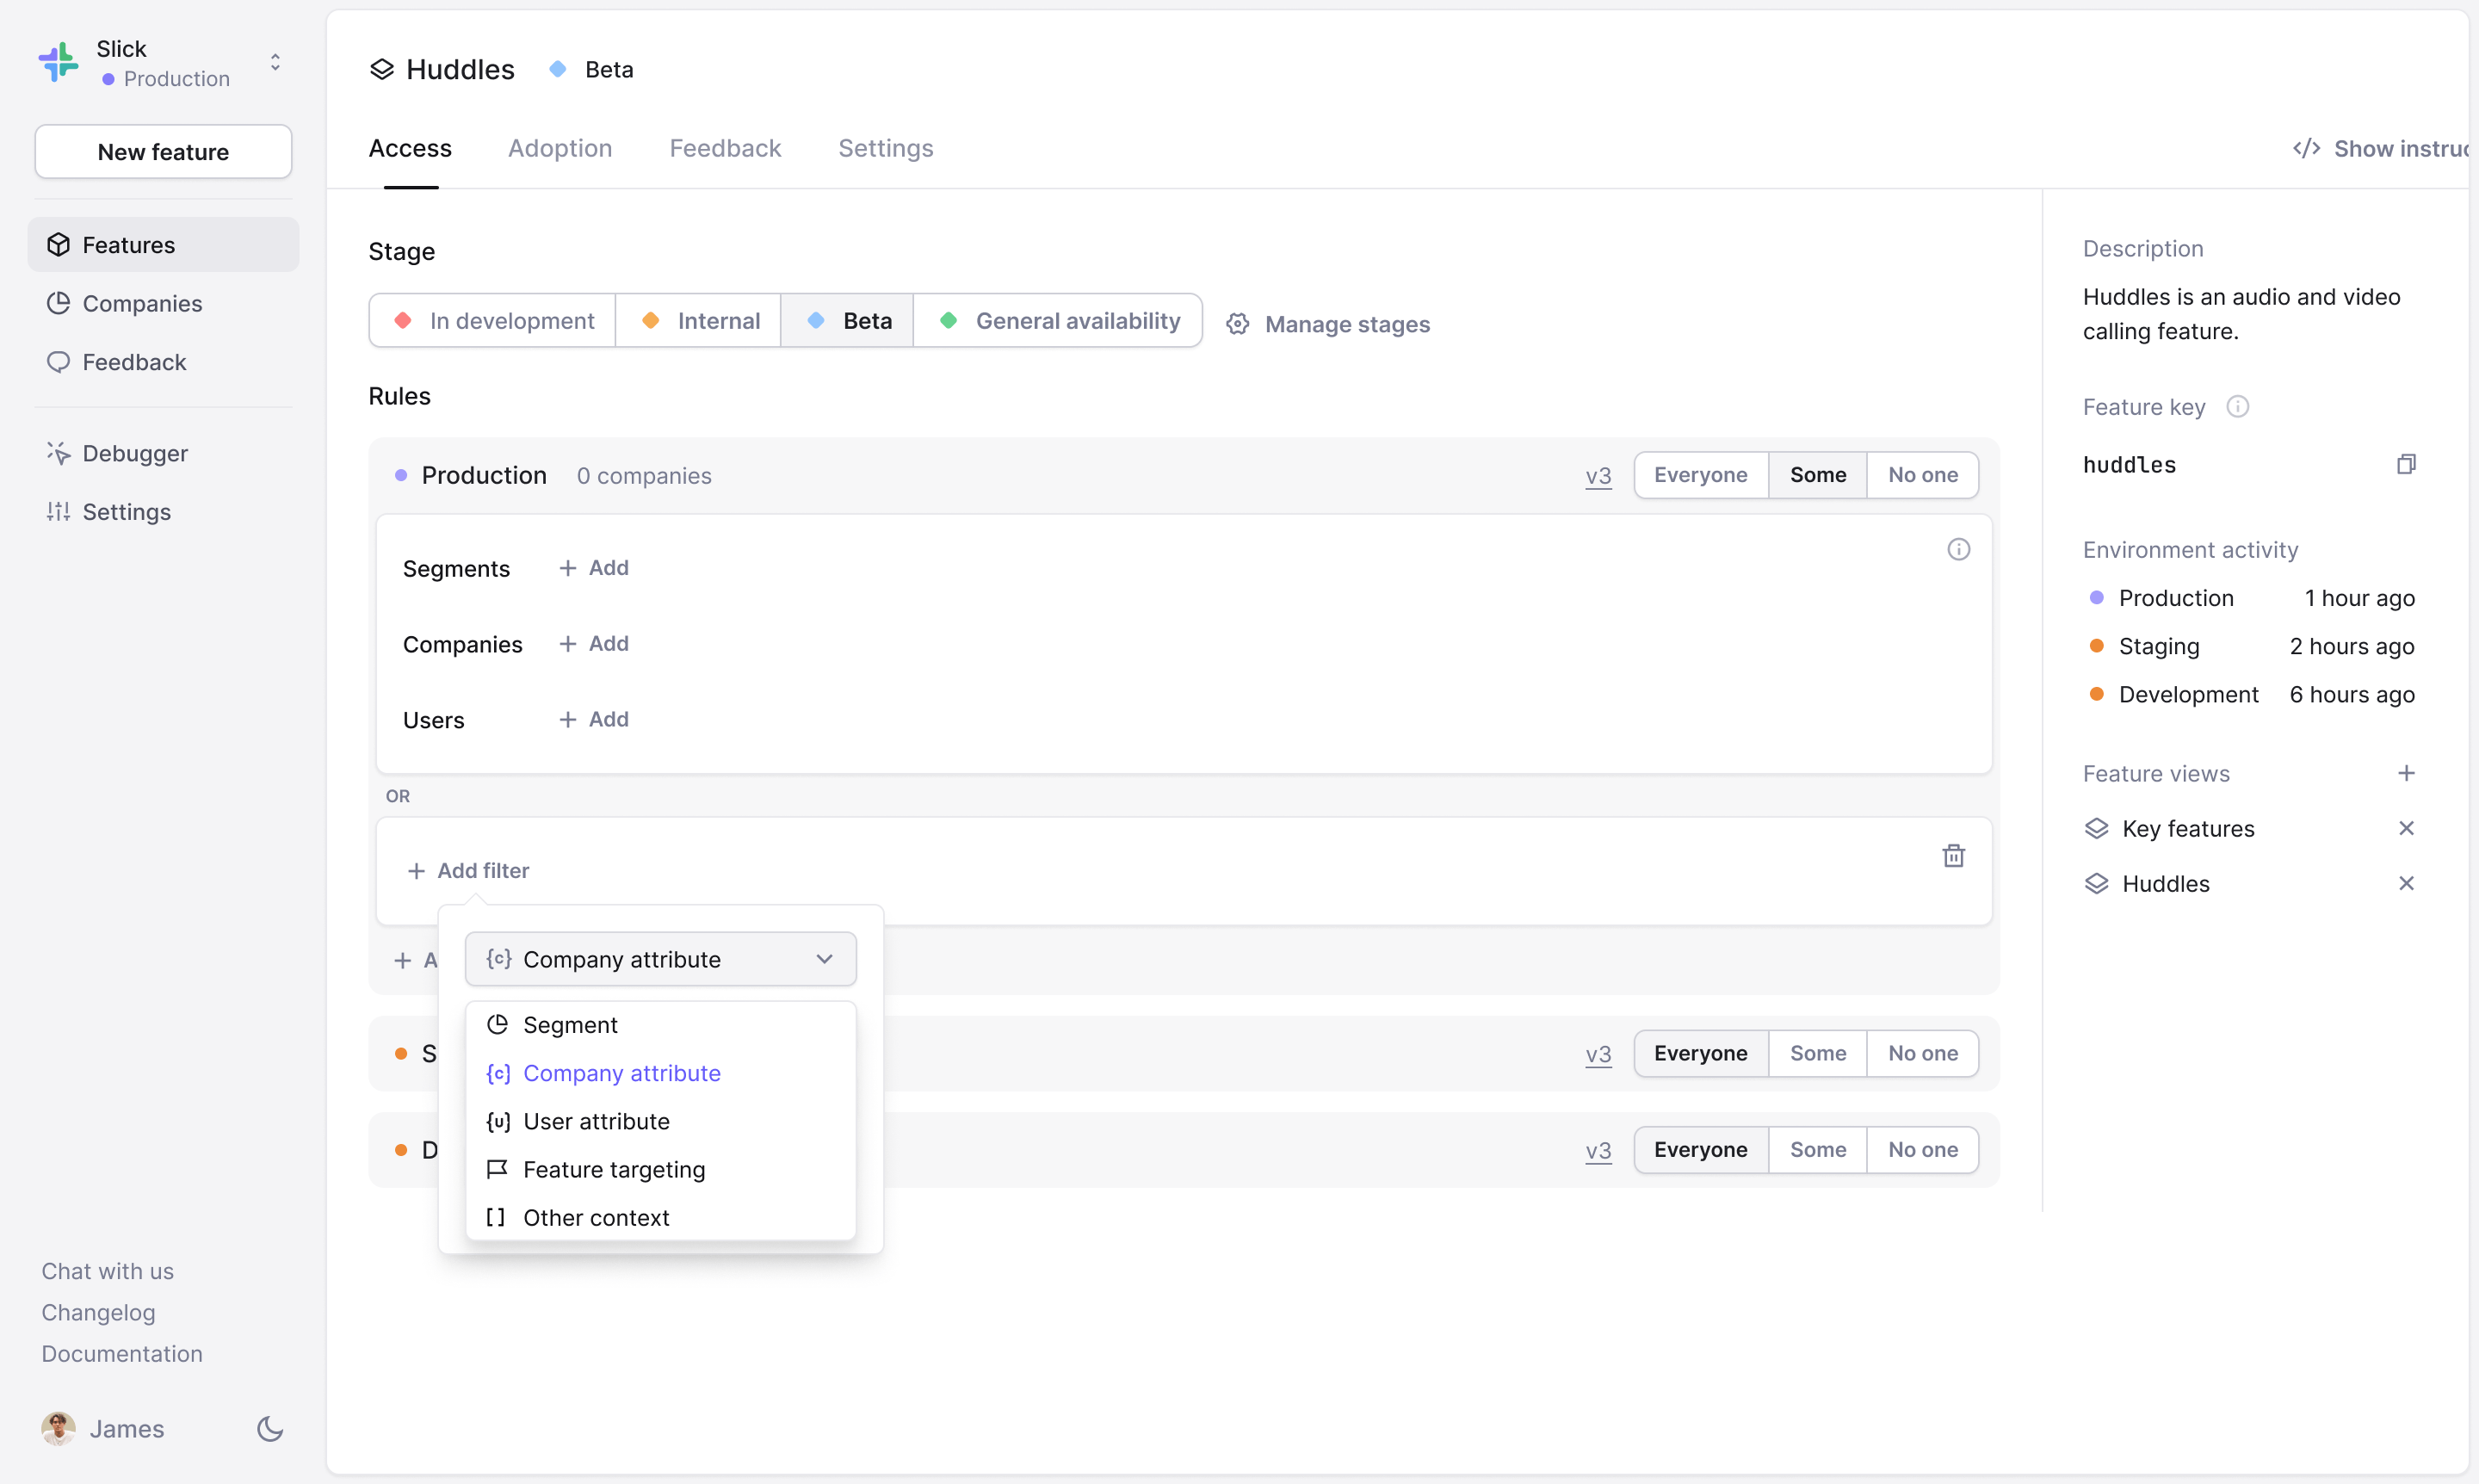 Slick
Production
New feature
Features
Companies
Feedback
Debugger
Settings
Chat with us
Changelog
Documentation
James
Huddles Beta
Access Adoption Feedback Settings
</> Show
Stage
In development Internal Beta General availability Manage stages
Rules
Production 0 companies v3 Everyone Some No one
Segments + Add
Companies + Add
Users + Add
OR
+ Add filter
{c} Company attribute
Segment
{c} Company attribute
{u} User attribute
Feature targeting
[ ] Other context
v3 Everyone Some No one
v3 Everyone Some No one
Description
Huddles is an audio and video
calling feature.
Feature key
huddles
Environment activity
Production 1 hour ago
Staging 2 hours ago
Development 6 hours ago
Feature views +
Key features
Huddles